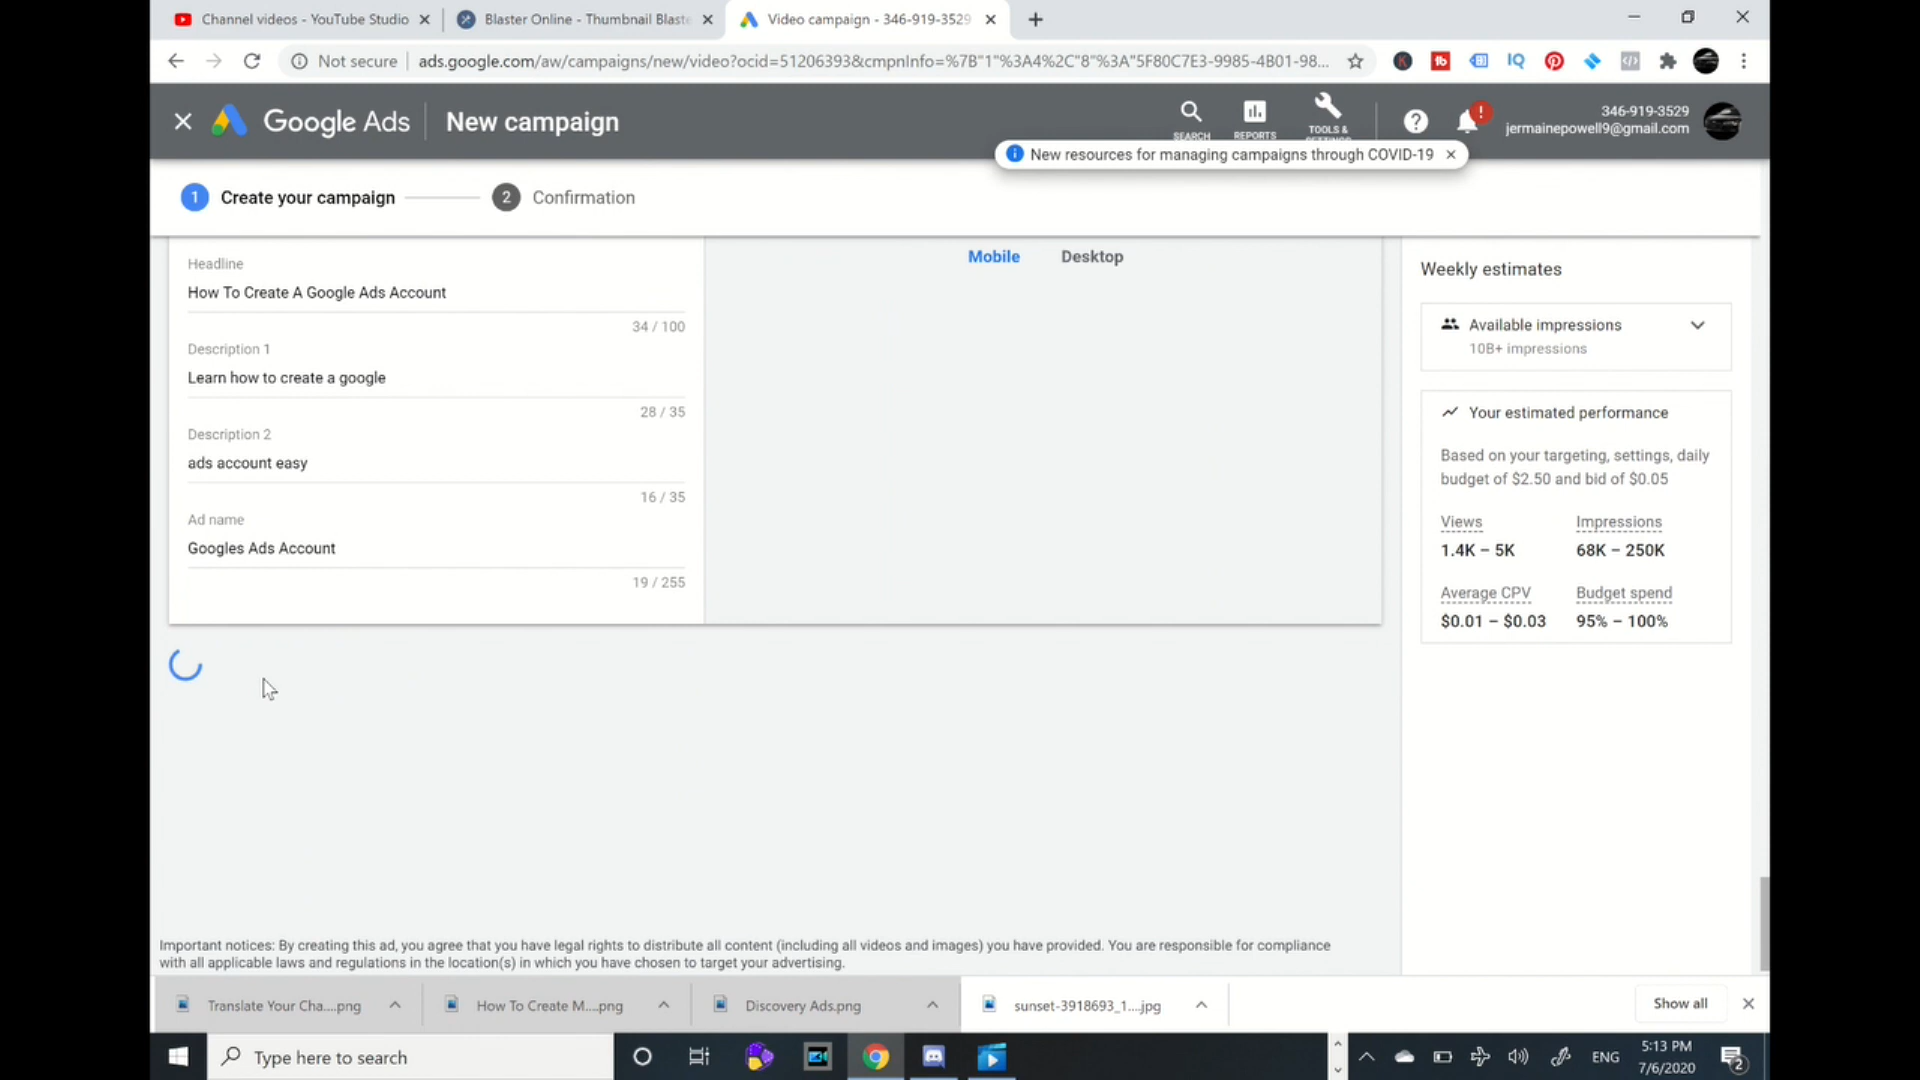 Channel videos - YouTube Studio
Blaster Online - Thumbnail Blaste
Video campaign - 346-919-3529
Not secure
ads.google.com/aw/campaigns/new/video?ocid=51206393&cmpnInfo=%7B"1"%3A4%2C"8"%3A"5F80C7E3-9985-4B01-98...
Google Ads
New campaign
SEARCH
REPORTS
TOOLS &
SETTINGS
346-919-3529
jermainepowell9@gmail.com
New resources for managing campaigns through COVID-19
1 Create your campaign
2 Confirmation
Headline
How To Create A Google Ads Account
34 / 100
Description 1
Learn how to create a google
28 / 35
Description 2
ads account easy
16 / 35
Ad name
Googles Ads Account
19 / 255
Mobile
Desktop
Weekly estimates
Available impressions
10B+ impressions
Your estimated performance
Based on your targeting, settings, daily
budget of $2.50 and bid of $0.05
Views
Impressions
1.4K – 5K
68K – 250K
Average CPV
Budget spend
$0.01 – $0.03
95% – 100%
Important notices: By creating this ad, you agree that you have legal rights to distribute all content (including all videos and images) you have provided. You are responsible for compliance
with all applicable laws and regulations in the location(s) in which you have chosen to target your advertising.
Translate Your Cha....png
How To Create M....png
Discovery Ads.png
sunset-3918693_1....jpg
Show all
Type here to search
ENG
5:13 PM
7/6/2020
2